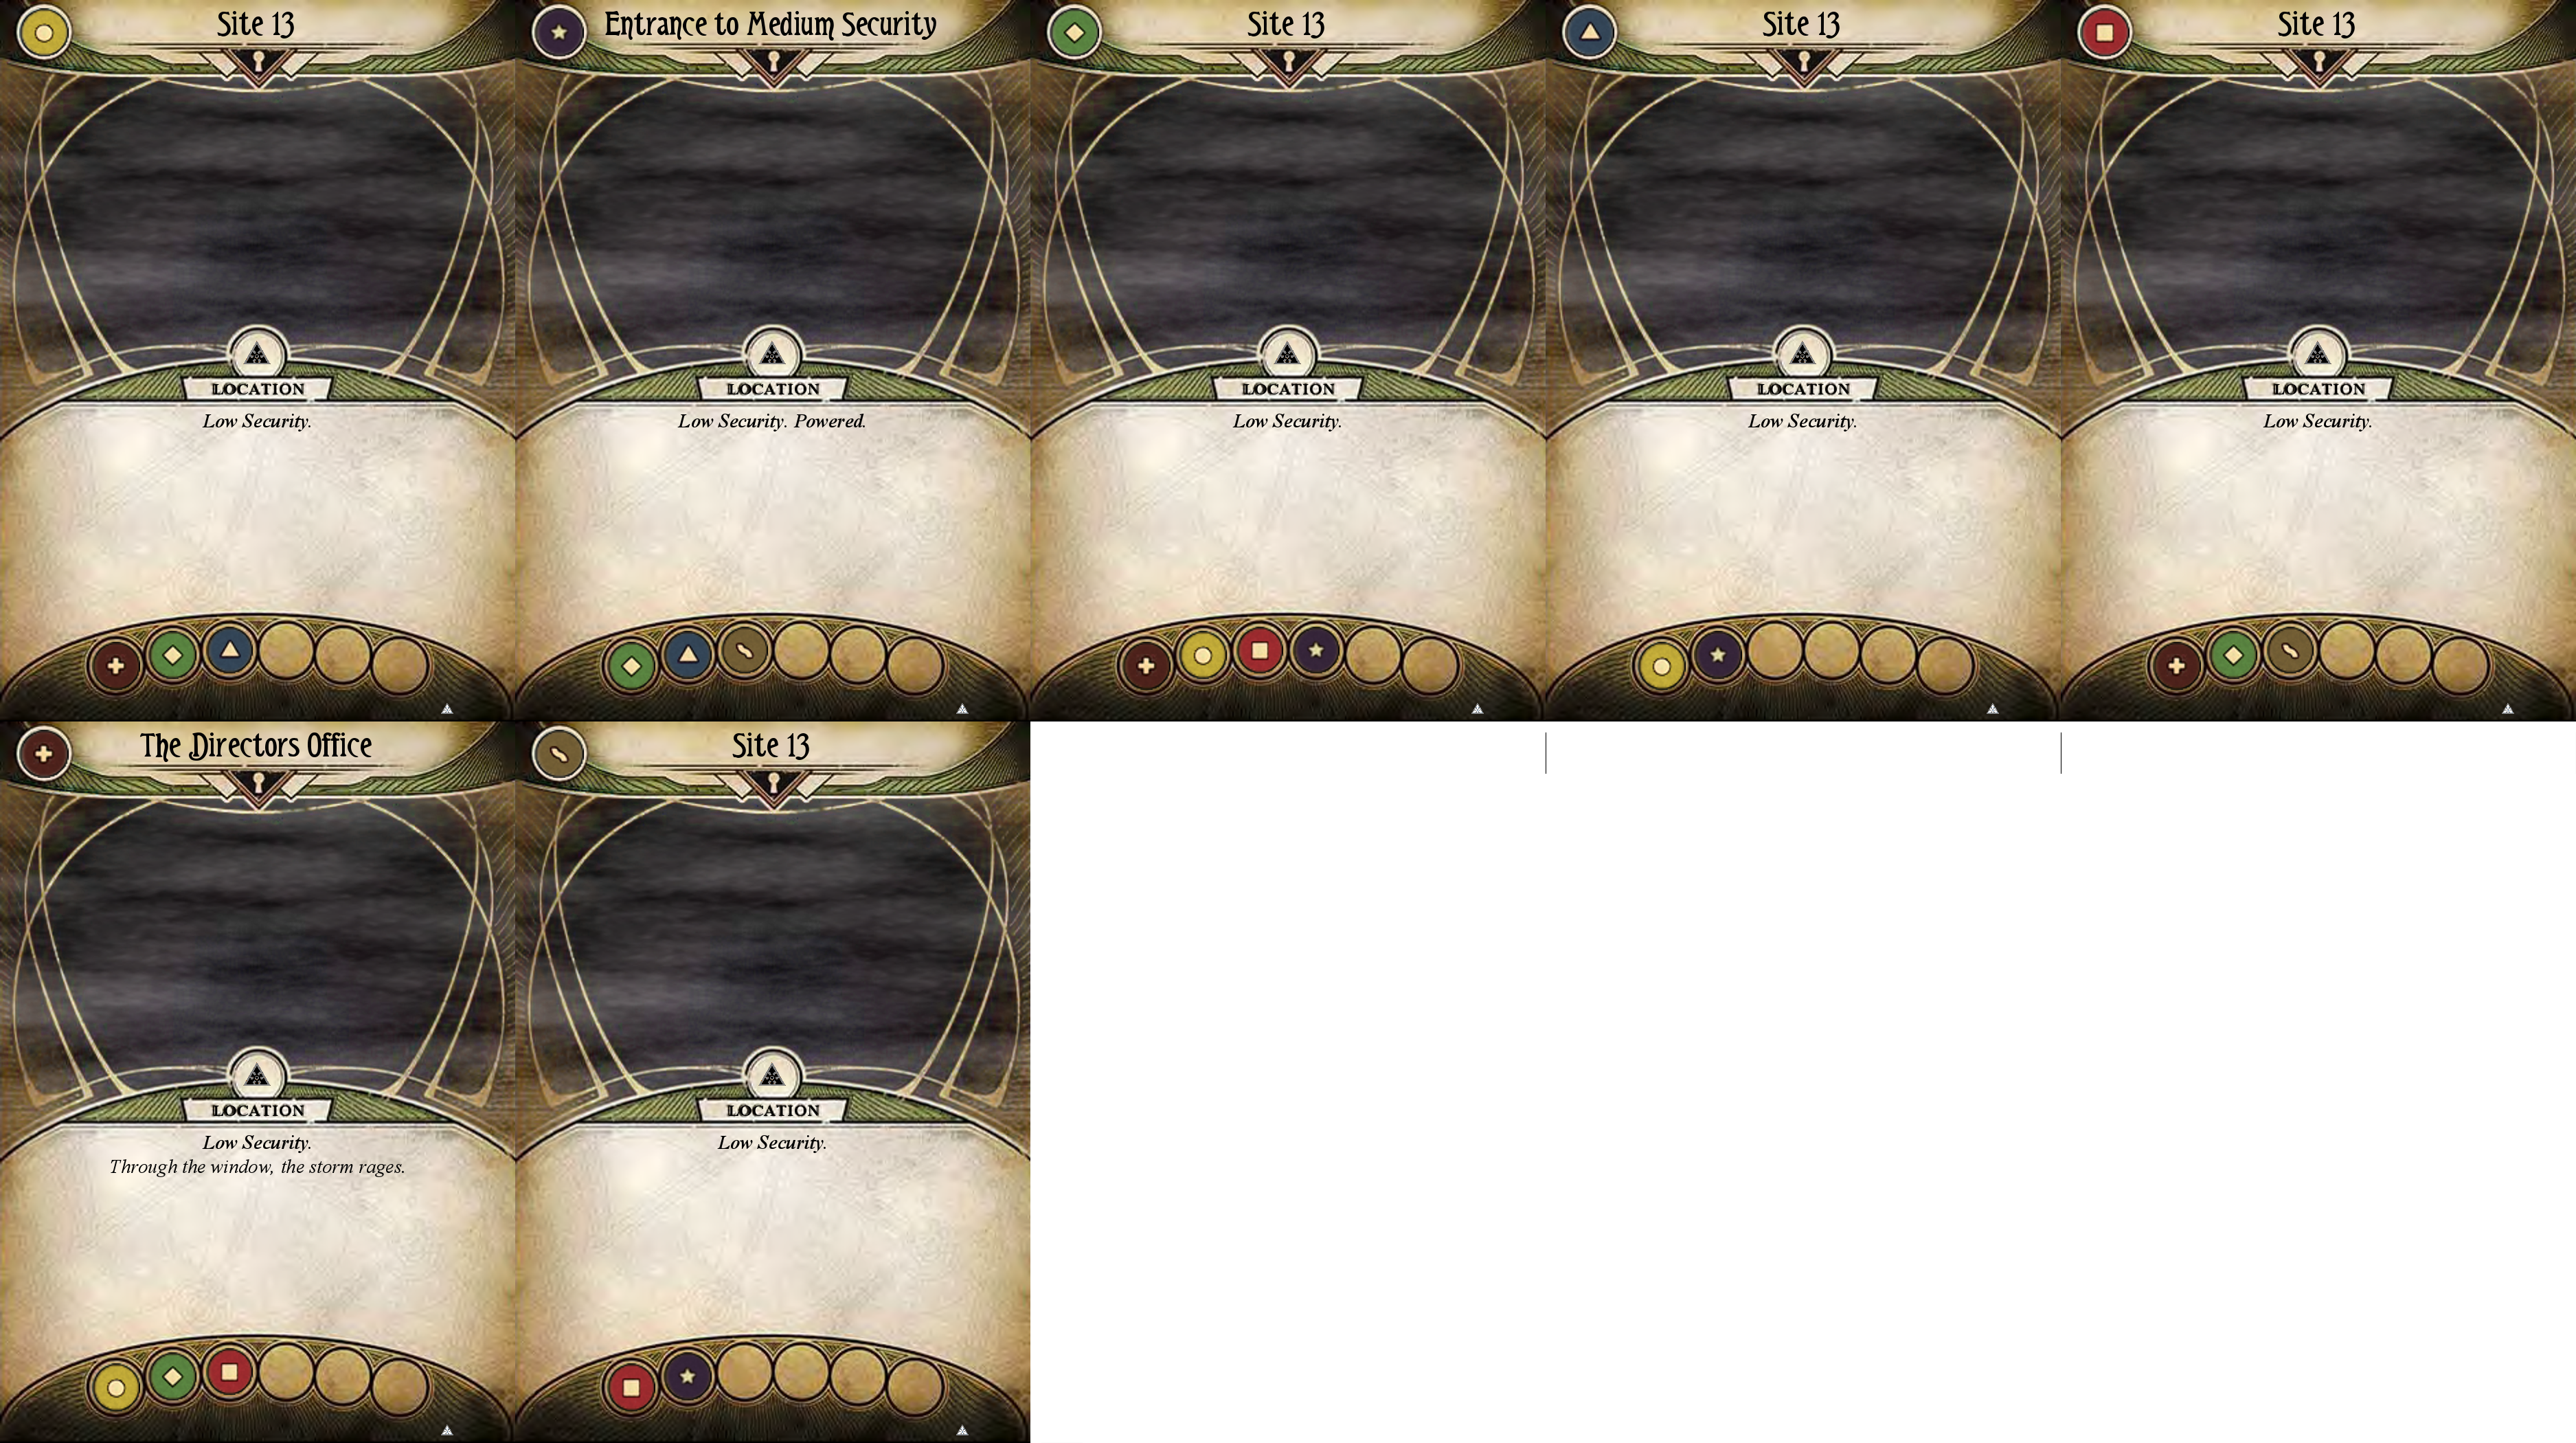 Site 13
LOCATION
Low Security.
Entrance to Medium Security
LOCATION
Low Security. Powered.
Site 13
LOCATION
Low Security.
Site 13
LOCATION
Low Security.
Site 13
LOCATION
Low Security.
The Directors Office
LOCATION
Low Security.
Through the window, the storm rages.
Site 13
LOCATION
Low Security.